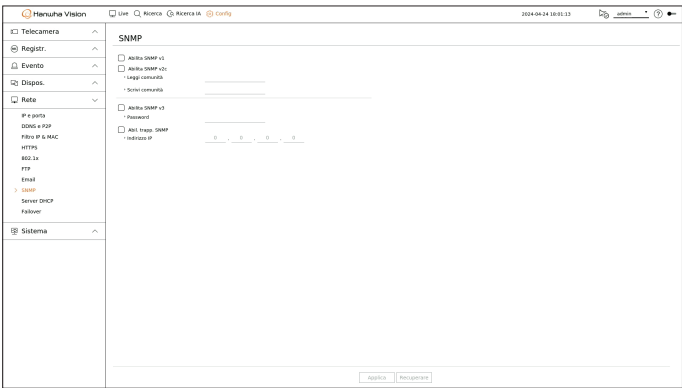 Hanwha Vision
Live Ricerca Ricerca IA Config
2024-04-24 18:01:13
admin
Telecamera
Registr.
Evento
Dispos.
Rete
IP e porta
DDNS e P2P
Filtro IP & MAC
HTTPS
802.1x
FTP
Email
> SNMP
Server DHCP
Failover
Sistema
SNMP
Abilita SNMP v1
Abilita SNMP v2c
• Leggi comunità
• Scrivi comunità
Abilita SNMP v3
• Password
Abil. trapp. SNMP
• Indirizzo IP 0 . 0 . 0 . 0
Applica Recuperare